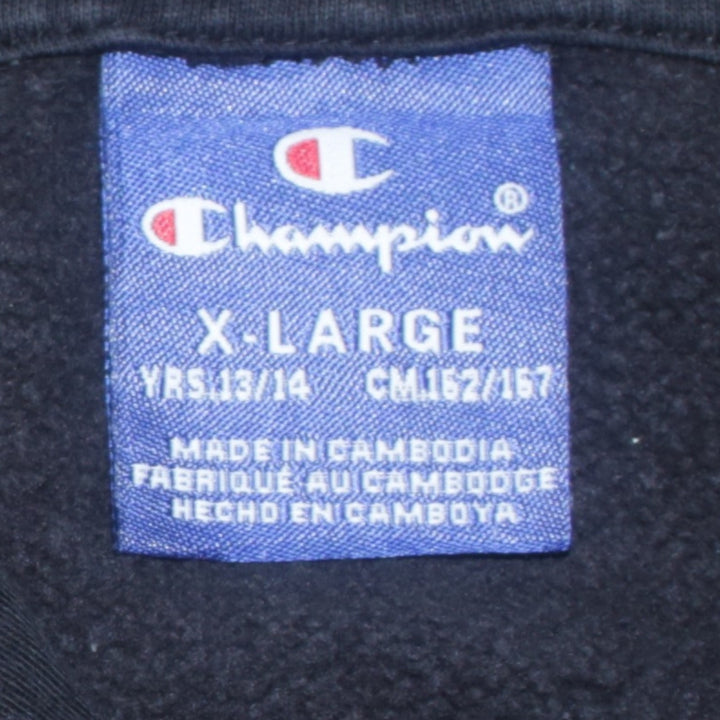 Champion®
X-LARGE
YRS.13/14 CM.162/167
MADE IN CAMBODIA
FABRIQUÉ AU CAMBODGE
HECHO EN CAMBOYA